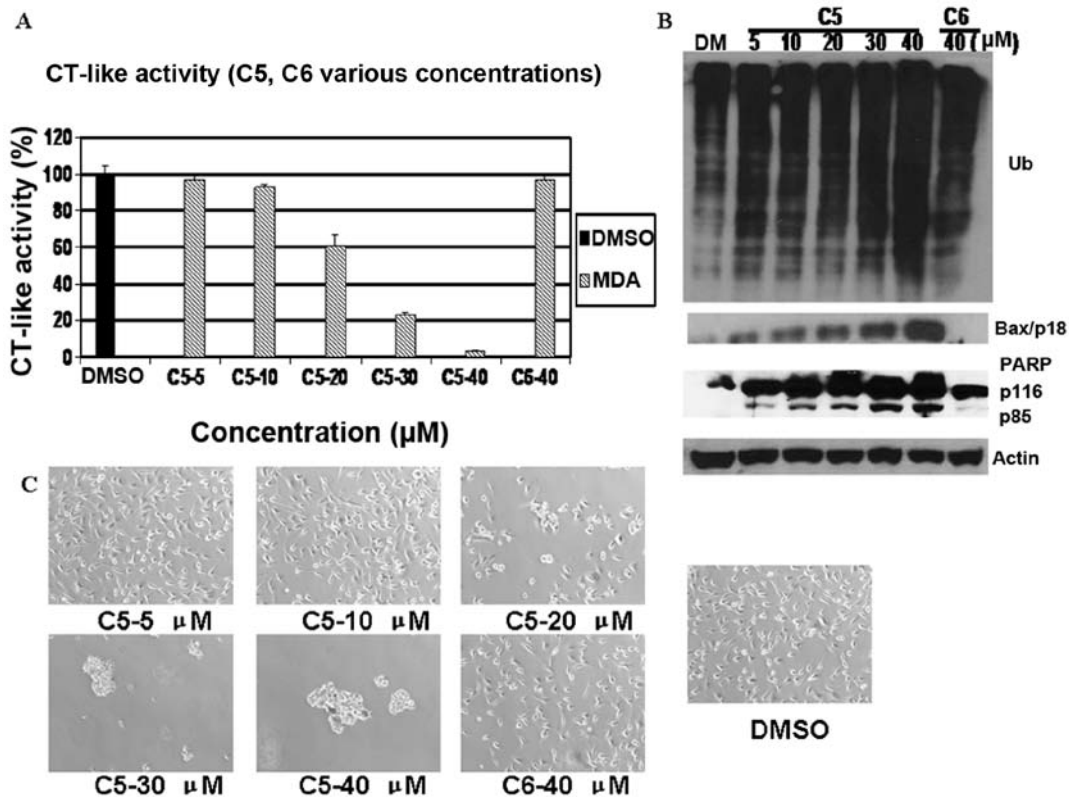 A
CT-like activity (C5, C6 various concentrations)
CT-like activity (%)
120
100
80
60
40
20
0
DMSO C5-5 C5-10 C5-20 C5-30 C5-40 C6-40
Concentration (μM)
DMSO
MDA
B
C5 C6
DM 5 10 20 30 40 40 (μM)
Ub
Bax/p18
PARP
p116
p85
Actin
C
C5-5 μM C5-10 μM C5-20 μM
C5-30 μM C5-40 μM C6-40 μM
DMSO